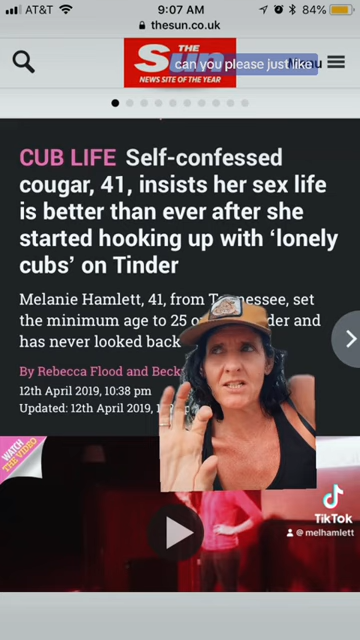 AT&T
9:07 AM
84%
thesun.co.uk
THE
Sun
NEWS SITE OF THE YEAR
can you please just like
CUB LIFE Self-confessed
cougar, 41, insists her sex life
is better than ever after she
started hooking up with ‘lonely
cubs’ on Tinder
Melanie Hamlett, 41, from Tennessee, set
the minimum age to 25 on Tinder and
has never looked back
By Rebecca Flood and Beck
12th April 2019, 10:38 pm
Updated: 12th April 2019,
WATCH
THE VIDEO
TikTok
@melhamlett